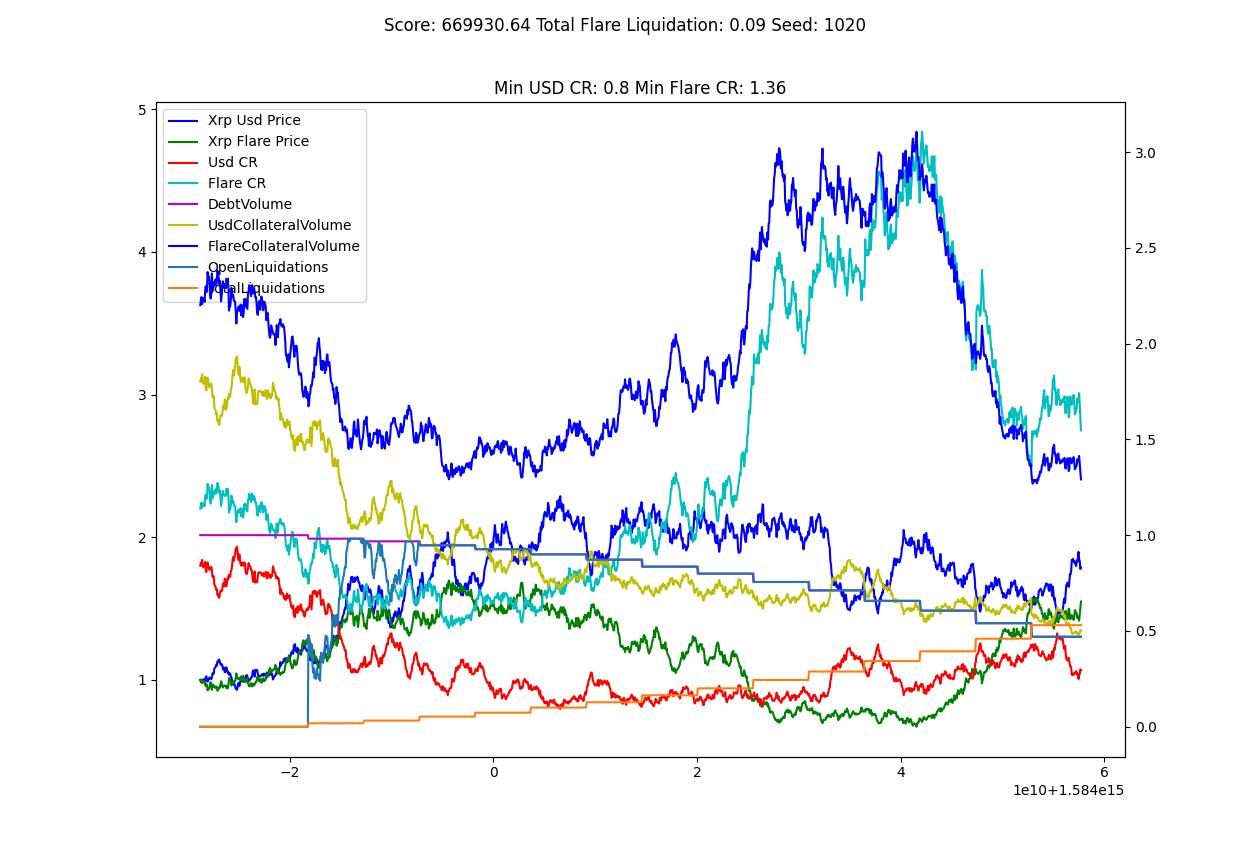 Score: 669930.64 Total Flare Liquidation: 0.09 Seed: 1020
Min USD CR: 0.8 Min Flare CR: 1.36
5
4
3
2
1
Xrp Usd Price
Xrp Flare Price
Usd CR
Flare CR
DebtVolume
UsdCollateralVolume
FlareCollateralVolume
OpenLiquidations
TotalLiquidations
3.0
2.5
2.0
1.5
1.0
0.5
0.0
−2
0
2
4
6
1e10+1.584e15